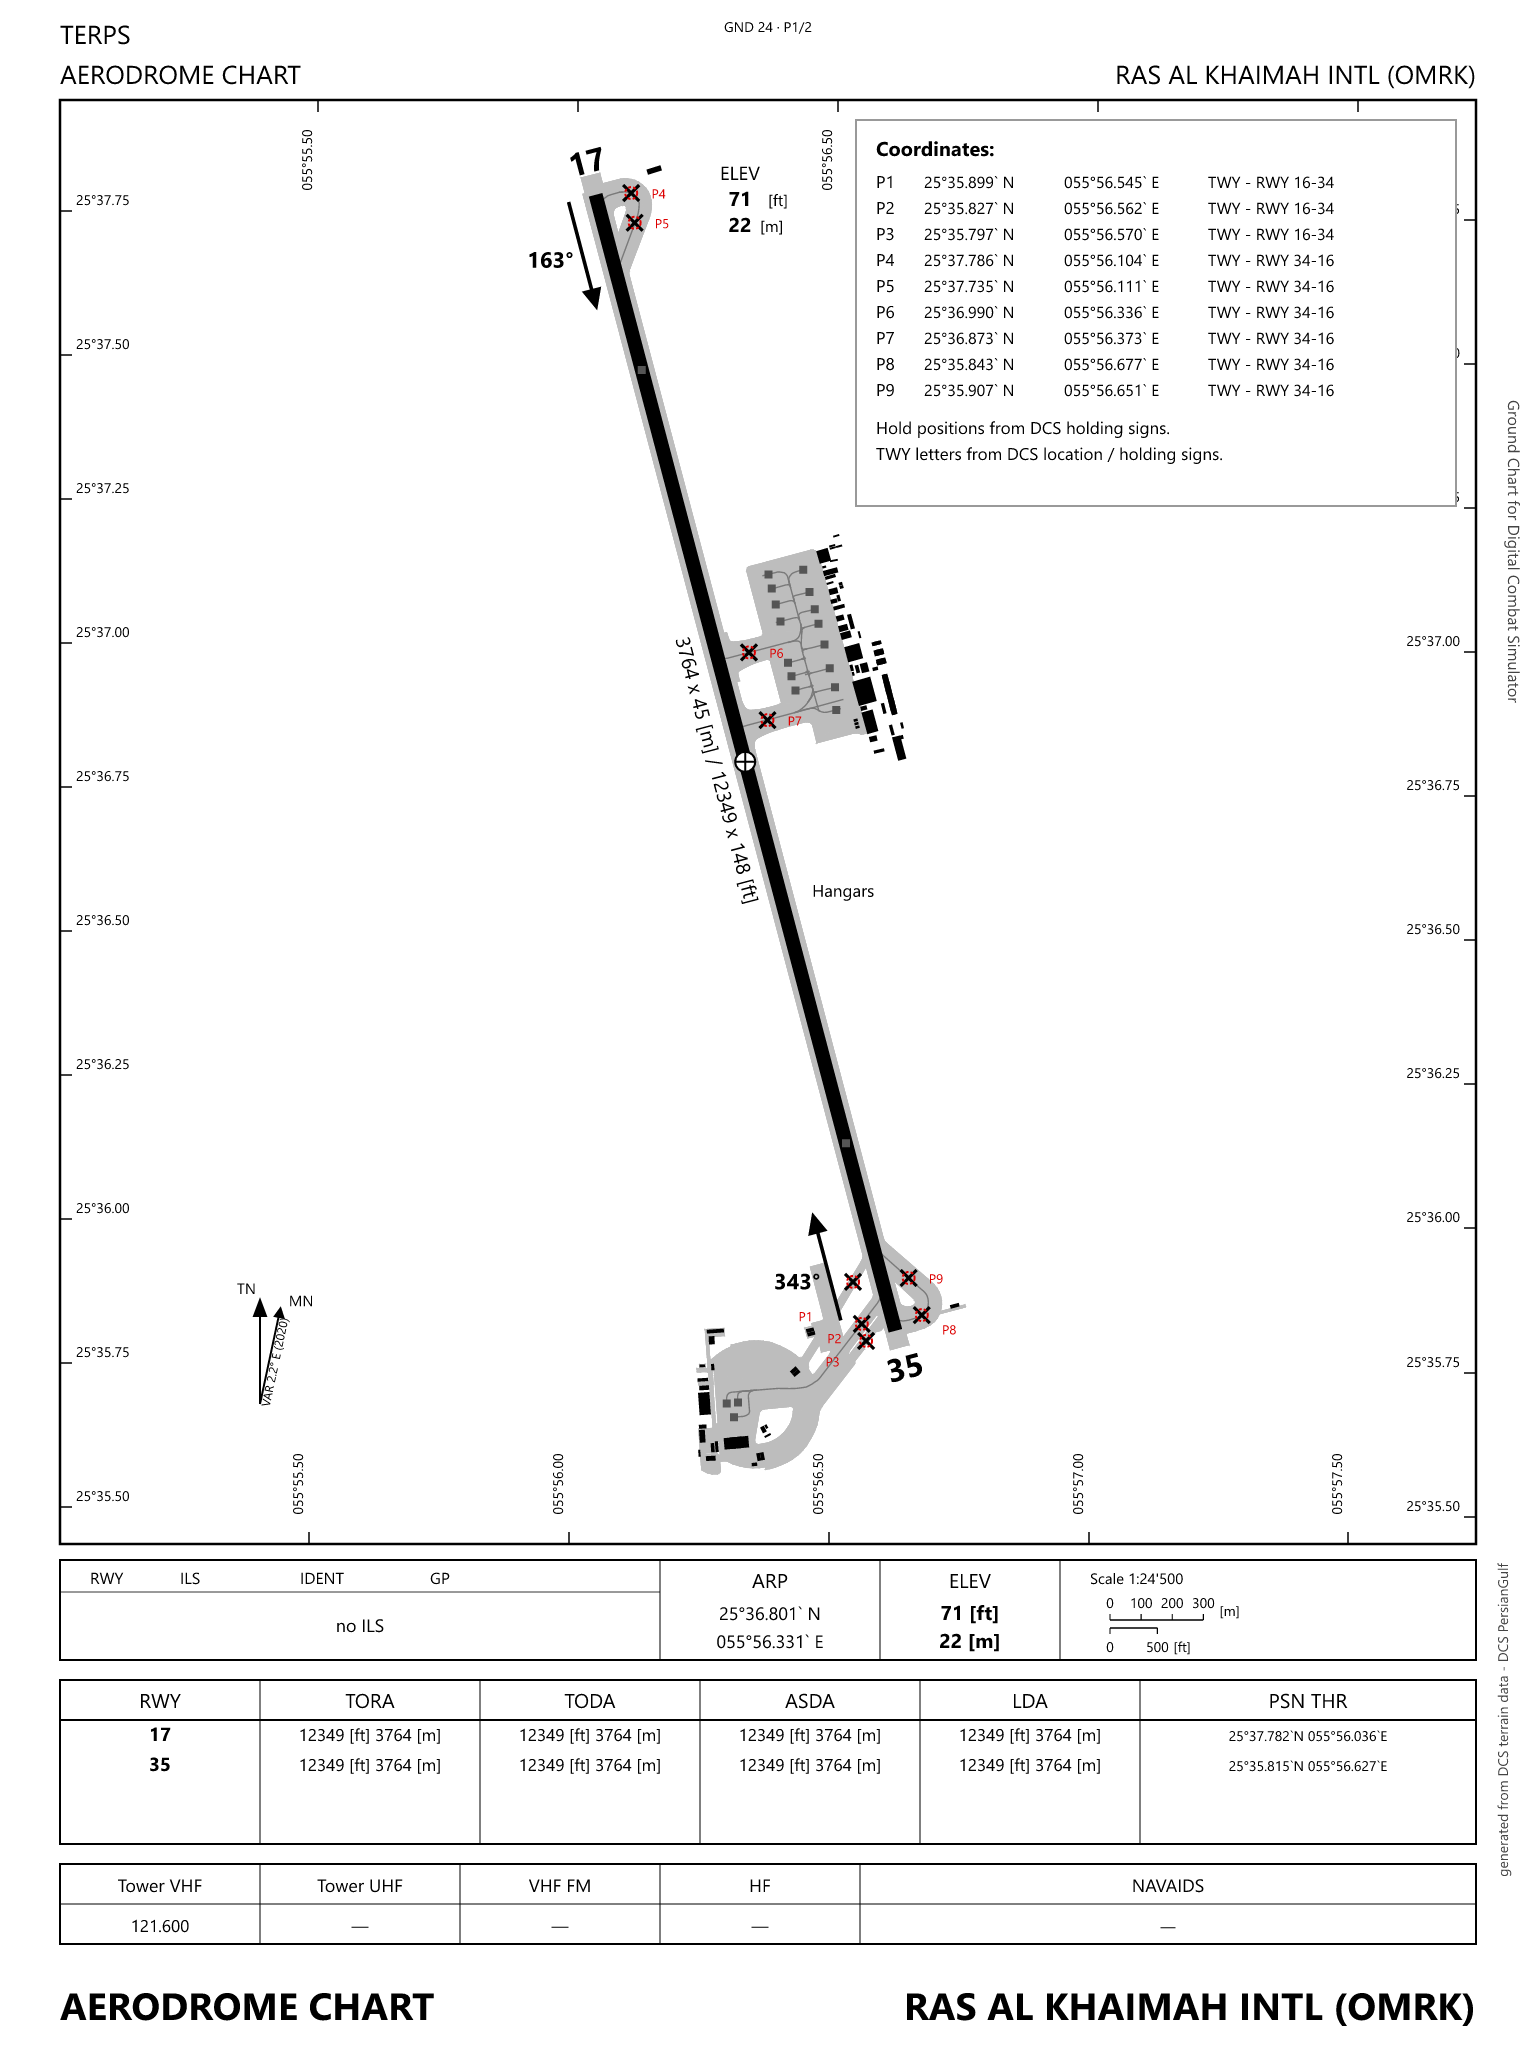 GND 24 · P1/2
TERPS
AERODROME CHART
RAS AL KHAIMAH INTL (OMRK)
055°55.50
055°56.50
17
P4
P5
163°
ELEV
71 [ft]
22 [m]
Coordinates:
P1 25°35.899` N 055°56.545` E TWY - RWY 16-34
P2 25°35.827` N 055°56.562` E TWY - RWY 16-34
P3 25°35.797` N 055°56.570` E TWY - RWY 16-34
P4 25°37.786` N 055°56.104` E TWY - RWY 34-16
P5 25°37.735` N 055°56.111` E TWY - RWY 34-16
P6 25°36.990` N 055°56.336` E TWY - RWY 34-16
P7 25°36.873` N 055°56.373` E TWY - RWY 34-16
P8 25°35.843` N 055°56.677` E TWY - RWY 34-16
P9 25°35.907` N 055°56.651` E TWY - RWY 34-16
Hold positions from DCS holding signs.
TWY letters from DCS location / holding signs.
25°37.75
25°37.50
25°37.25
25°37.00
25°36.75
25°36.50
25°36.25
25°36.00
25°35.75
25°35.50
25°37.00
25°36.75
25°36.50
25°36.25
25°36.00
25°35.75
25°35.50
P6
P7
3764 x 45 [m] / 12349 x 148 [ft]
Hangars
343°
P9
P1
P2
P8
P3
35
TN
MN
VAR 2.2° E (2020)
055°55.50
055°56.00
055°56.50
055°57.00
055°57.50
Ground Chart for Digital Combat Simulator
RWY ILS IDENT GP
no ILS
ARP
25°36.801` N
055°56.331` E
ELEV
71 [ft]
22 [m]
Scale 1:24'500
0 100 200 300 [m]
0 500 [ft]
RWY TORA TODA ASDA LDA PSN THR
17 12349 [ft] 3764 [m] 12349 [ft] 3764 [m] 12349 [ft] 3764 [m] 12349 [ft] 3764 [m] 25°37.782`N 055°56.036`E
35 12349 [ft] 3764 [m] 12349 [ft] 3764 [m] 12349 [ft] 3764 [m] 12349 [ft] 3764 [m] 25°35.815`N 055°56.627`E
Tower VHF Tower UHF VHF FM HF NAVAIDS
121.600 — — — —
generated from DCS terrain data - DCS PersianGulf
AERODROME CHART
RAS AL KHAIMAH INTL (OMRK)